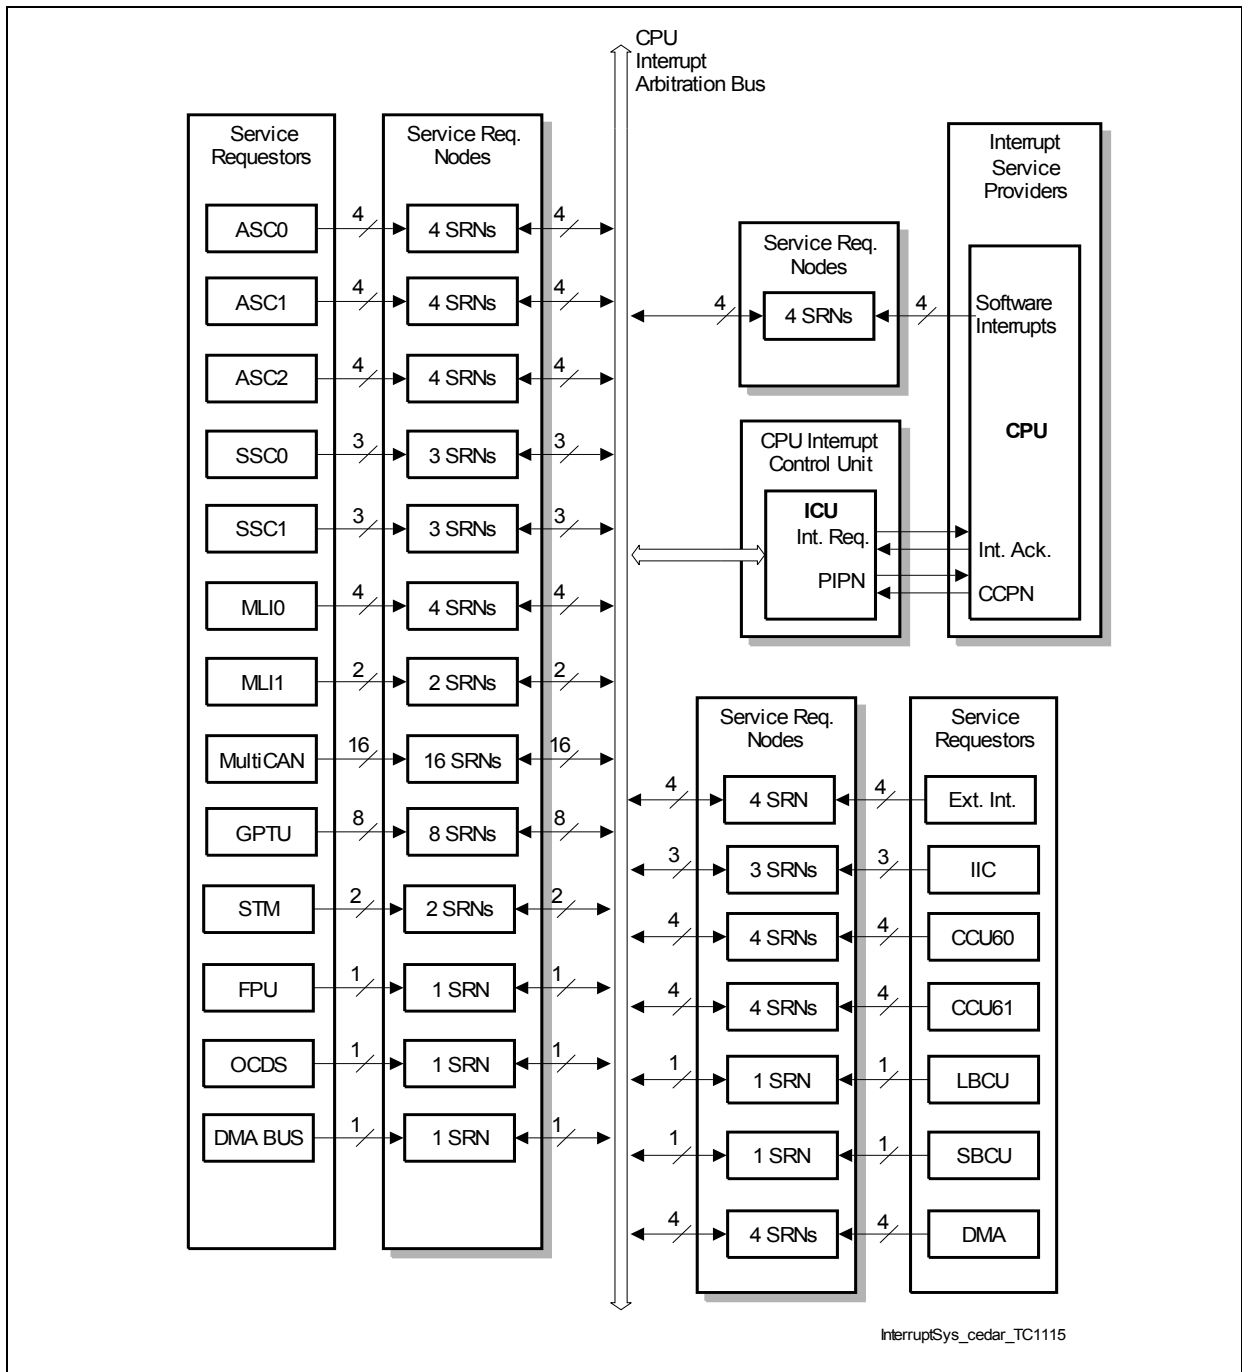 CPU
Interrupt
Arbitration Bus
Service
Requestors
Service Req.
Nodes
ASC0
4
4 SRNs
4
ASC1
4
4 SRNs
4
ASC2
4
4 SRNs
4
SSC0
3
3 SRNs
3
SSC1
3
3 SRNs
3
MLI0
4
4 SRNs
4
MLI1
2
2 SRNs
2
MultiCAN
16
16 SRNs
16
GPTU
8
8 SRNs
8
STM
2
2 SRNs
2
FPU
1
1 SRN
1
OCDS
1
1 SRN
1
DMA BUS
1
1 SRN
1
Interrupt
Service
Providers
Service Req.
Nodes
4
4 SRNs
4
Software
Interrupts
CPU
CPU Interrupt
Control Unit
ICU
Int. Req.
Int. Ack.
PIPN
CCPN
Service Req.
Nodes
Service
Requestors
4
4 SRN
4
Ext. Int.
3
3 SRNs
3
IIC
4
4 SRNs
4
CCU60
4
4 SRNs
4
CCU61
1
1 SRN
1
LBCU
1
1 SRN
1
SBCU
4
4 SRNs
4
DMA
InterruptSys_cedar_TC1115